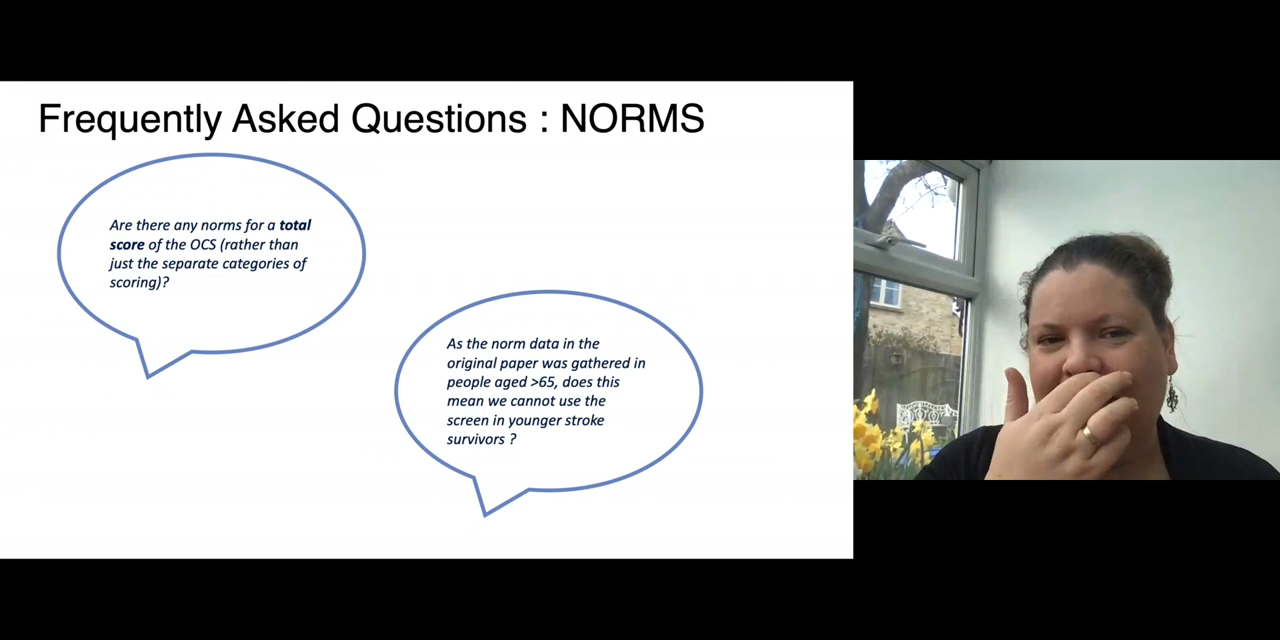 Frequently Asked Questions : NORMS
Are there any norms for a total
score of the OCS (rather than
just the separate categories of
scoring)?
As the norm data in the
original paper was gathered in
people aged >65, does this
mean we cannot use the
screen in younger stroke
survivors ?